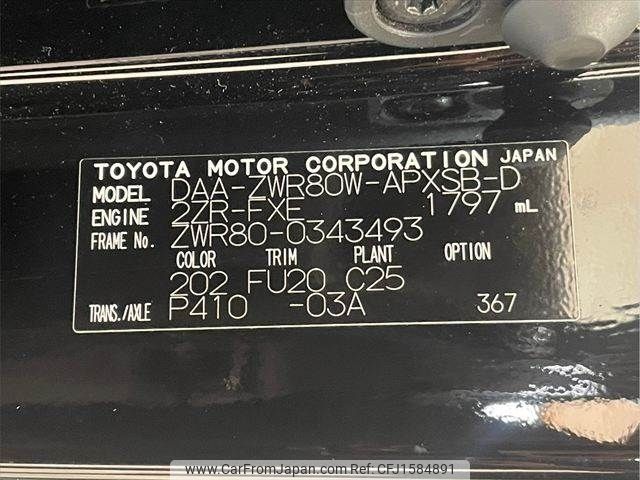 TOYOTA MOTOR CORPORATION JAPAN
MODEL DAA-ZWR80W-APXSB-D
ENGINE 2ZR-FXE 1797 mL
FRAME No. ZWR80-0343493
COLOR TRIM PLANT OPTION
202 FU20 C25
TRANS./AXLE P410 -03A 367
www.CarFromJapan.com - CFJ1584891